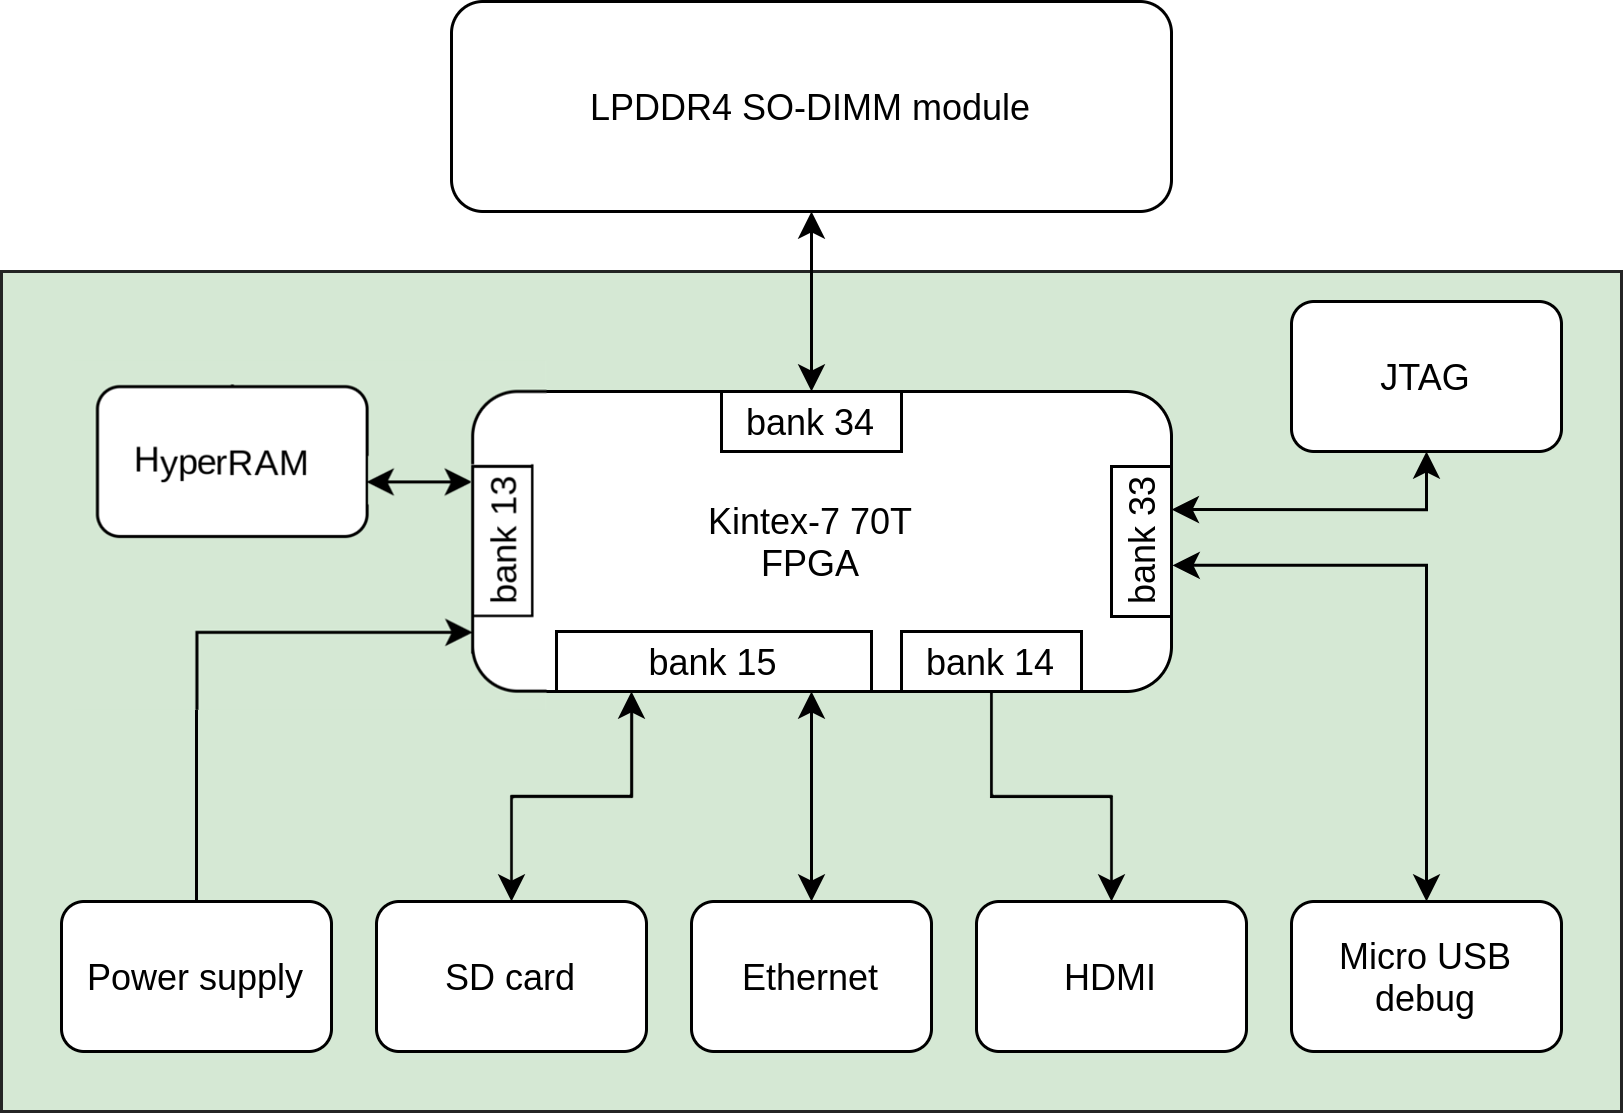 LPDDR4 SO-DIMM module
JTAG
HyperRAM
bank 34
bank 13
Kintex-7 70T
FPGA
bank 33
bank 15
bank 14
Power supply
SD card
Ethernet
HDMI
Micro USB
debug